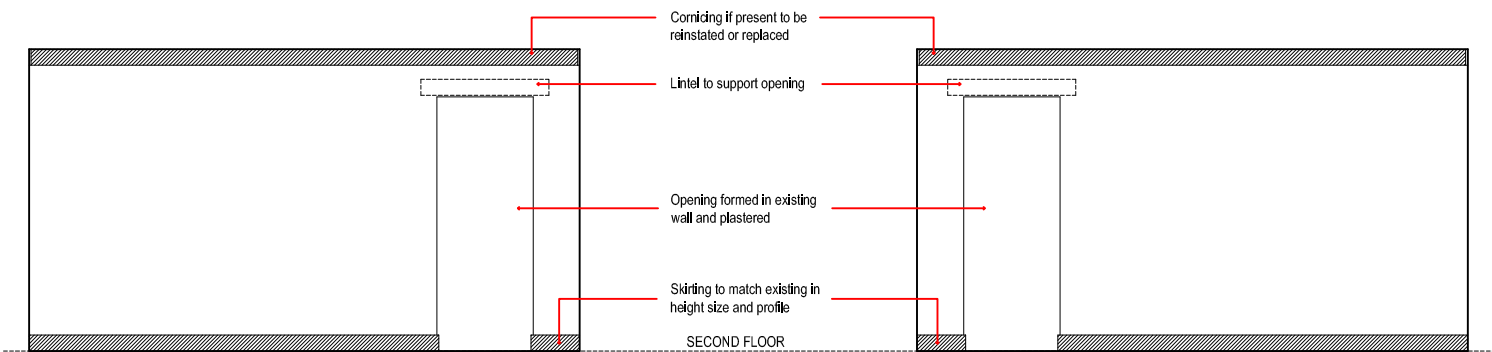 Cornicing if present to be
reinstated or replaced
Lintel to support opening
Opening formed in existing
wall and plastered
Skirting to match existing in
height size and profile
SECOND FLOOR